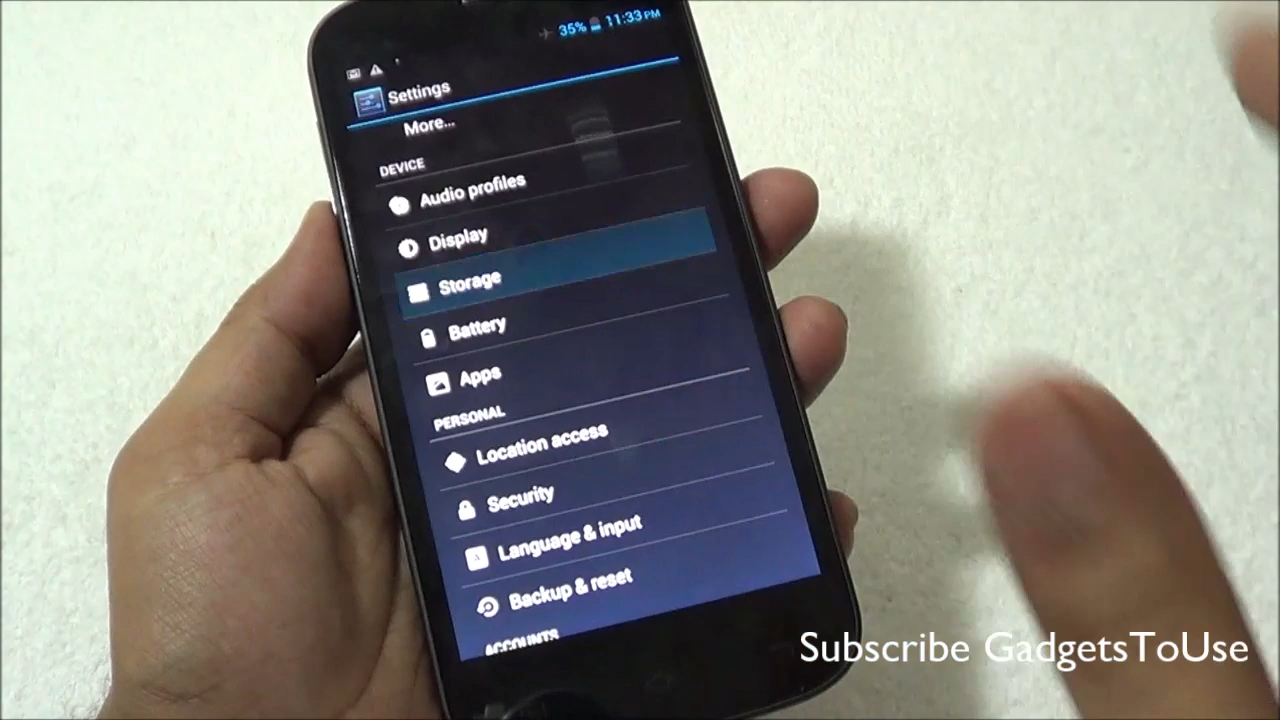 35% 11:33 PM
Settings
More...
DEVICE
Audio profiles
Display
Storage
Battery
Apps
PERSONAL
Location access
Security
Language & input
Backup & reset
ACCOUNTS
Subscribe GadgetsToUse